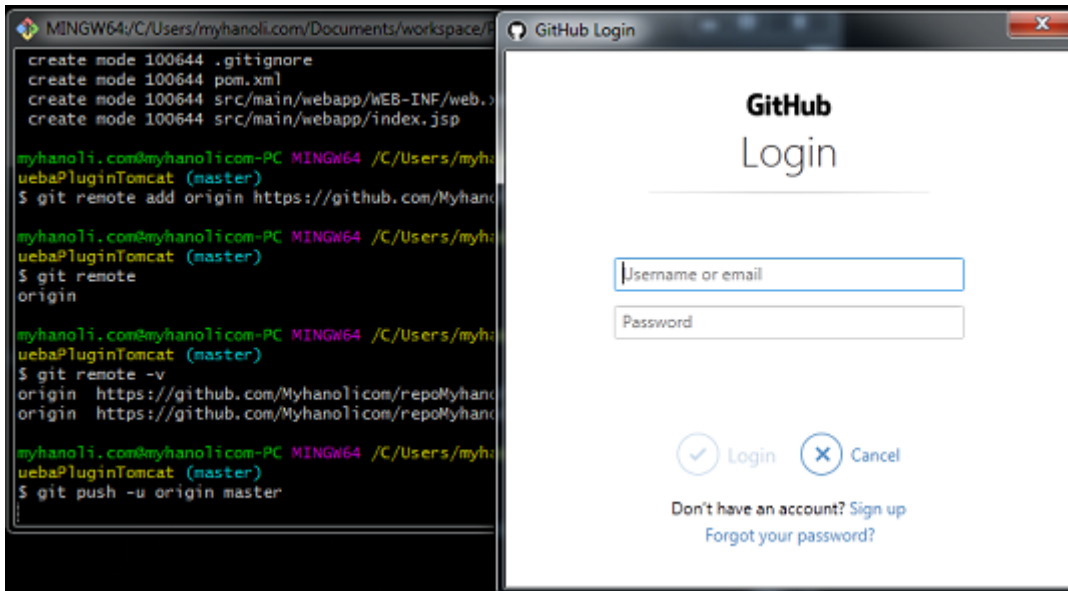 MINGW64:/C/Users/myhanoli.com/Documents/workspace/
create mode 100644 .gitignore
create mode 100644 pom.xml
create mode 100644 src/main/webapp/WEB-INF/web.
create mode 100644 src/main/webapp/index.jsp
myhanoli.com@myhanolicom-PC MINGW64 /C/Users/myha
uebaPluginTomcat (master)
$ git remote add origin https://github.com/Myhano
myhanoli.com@myhanolicom-PC MINGW64 /C/Users/myha
uebaPluginTomcat (master)
$ git remote
origin
myhanoli.com@myhanolicom-PC MINGW64 /C/Users/myha
uebaPluginTomcat (master)
$ git remote -v
origin https://github.com/Myhanolicom/repoMyhano
origin https://github.com/Myhanolicom/repoMyhano
myhanoli.com@myhanolicom-PC MINGW64 /C/Users/myha
uebaPluginTomcat (master)
$ git push -u origin master
GitHub Login
GitHub
Login
Username or email
Password
Login Cancel
Don't have an account? Sign up
Forgot your password?